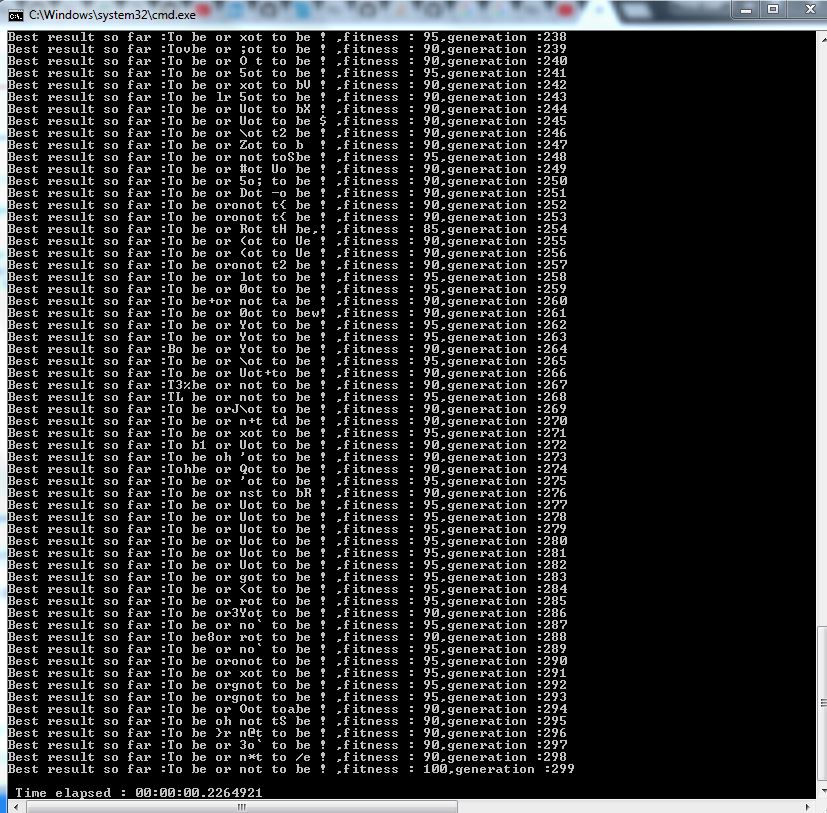 C:\Windows\system32\cmd.exe
Best result so far :To be or xot to be ! ,fitness : 95,generation :238
Best result so far :Tovbe or ;ot to be ! ,fitness : 90,generation :239
Best result so far :To be or O t to be ! ,fitness : 90,generation :240
Best result so far :To be or 5ot to be ! ,fitness : 95,generation :241
Best result so far :To be or xot to bV ! ,fitness : 90,generation :242
Best result so far :To be lr 5ot to be ! ,fitness : 90,generation :243
Best result so far :To be or Uot to bX ! ,fitness : 90,generation :244
Best result so far :To be or Uot to be $ ,fitness : 90,generation :245
Best result so far :To be or \ot t2 be ! ,fitness : 90,generation :246
Best result so far :To be or Zot to b  ! ,fitness : 90,generation :247
Best result so far :To be or not toSbe ! ,fitness : 95,generation :248
Best result so far :To be or #ot Uo be ! ,fitness : 90,generation :249
Best result so far :To be or 5o; to be ! ,fitness : 90,generation :250
Best result so far :To be or Dot -o be ! ,fitness : 90,generation :251
Best result so far :To be oronot t{ be ! ,fitness : 90,generation :252
Best result so far :To be oronot t{ be ! ,fitness : 90,generation :253
Best result so far :To be or Rot tH be,! ,fitness : 85,generation :254
Best result so far :To be or (ot to Ue ! ,fitness : 90,generation :255
Best result so far :To be or (ot to Ue ! ,fitness : 90,generation :256
Best result so far :To be oronot t2 be ! ,fitness : 90,generation :257
Best result so far :To be or lot to be ! ,fitness : 95,generation :258
Best result so far :To be or 0ot to be ! ,fitness : 95,generation :259
Best result so far :To be+or not ta be ! ,fitness : 90,generation :260
Best result so far :To be or 0ot to bew! ,fitness : 90,generation :261
Best result so far :To be or Yot to be ! ,fitness : 95,generation :262
Best result so far :To be or Yot to be ! ,fitness : 95,generation :263
Best result so far :Bo be or Yot to be ! ,fitness : 90,generation :264
Best result so far :To be or \ot to be ! ,fitness : 95,generation :265
Best result so far :To be or Uot+to be ! ,fitness : 90,generation :266
Best result so far :T3%be or not to be ! ,fitness : 90,generation :267
Best result so far :TL be or not to be ! ,fitness : 95,generation :268
Best result so far :To be orJ\ot to be ! ,fitness : 90,generation :269
Best result so far :To be or n+t td be ! ,fitness : 90,generation :270
Best result so far :To be or xot to be ! ,fitness : 95,generation :271
Best result so far :To b1 or Uot to be ! ,fitness : 90,generation :272
Best result so far :To be oh 'ot to be ! ,fitness : 90,generation :273
Best result so far :Tohbe or Qot to be ! ,fitness : 90,generation :274
Best result so far :To be or 'ot to be ! ,fitness : 95,generation :275
Best result so far :To be or nst to bR ! ,fitness : 90,generation :276
Best result so far :To be or Uot to be ! ,fitness : 95,generation :277
Best result so far :To be or Uot to be ! ,fitness : 95,generation :278
Best result so far :To be or Uot to be ! ,fitness : 95,generation :279
Best result so far :To be or Uot to be ! ,fitness : 95,generation :280
Best result so far :To be or Uot to be ! ,fitness : 95,generation :281
Best result so far :To be or Uot to be ! ,fitness : 95,generation :282
Best result so far :To be or got to be ! ,fitness : 95,generation :283
Best result so far :To be or <ot to be ! ,fitness : 95,generation :284
Best result so far :To be or rot to be ! ,fitness : 95,generation :285
Best result so far :To be or3Yot to be ! ,fitness : 90,generation :286
Best result so far :To be or no` to be ! ,fitness : 95,generation :287
Best result so far :To be8or rot to be ! ,fitness : 90,generation :288
Best result so far :To be or no` to be ! ,fitness : 95,generation :289
Best result so far :To be oronot to be ! ,fitness : 95,generation :290
Best result so far :To be or xot to be ! ,fitness : 95,generation :291
Best result so far :To be orgnot to be ! ,fitness : 95,generation :292
Best result so far :To be orgnot to be ! ,fitness : 95,generation :293
Best result so far :To be or Oot toabe ! ,fitness : 90,generation :294
Best result so far :To be oh not tS be ! ,fitness : 90,generation :295
Best result so far :To be }r n@t to be ! ,fitness : 90,generation :296
Best result so far :To be or 3o` to be ! ,fitness : 90,generation :297
Best result so far :To be or n*t to /e ! ,fitness : 90,generation :298
Best result so far :To be or not to be ! ,fitness : 100,generation :299
Time elapsed : 00:00:00.2264921